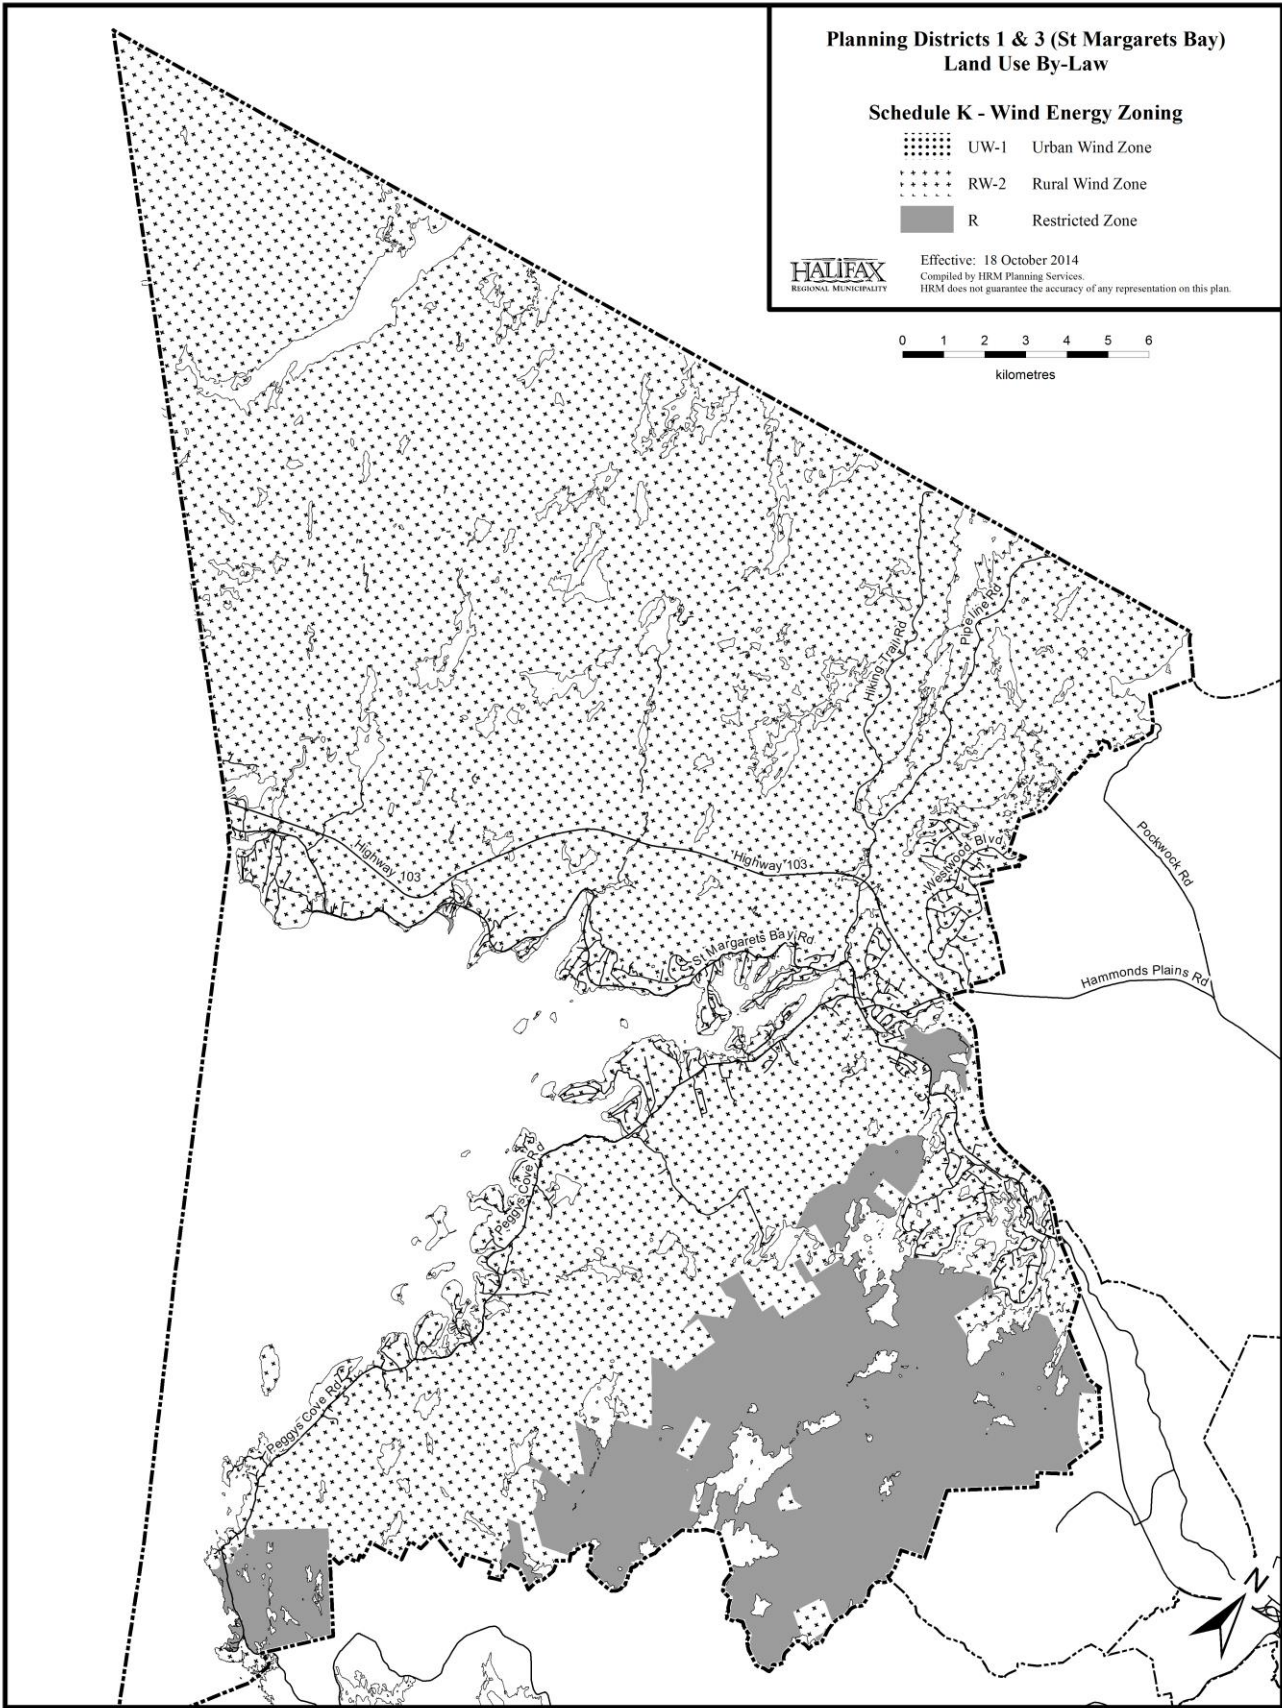 Planning Districts 1 & 3 (St Margarets Bay)
Land Use By-Law
Schedule K - Wind Energy Zoning
UW-1 Urban Wind Zone
RW-2 Rural Wind Zone
R Restricted Zone
HALIFAX
REGIONAL MUNICIPALITY
Effective: 18 October 2014
Compiled by HRM Planning Services.
HRM does not guarantee the accuracy of any representation on this plan.
0 1 2 3 4 5 6
kilometres
Hiking Trail Rd
Pipeline Rd
Pockwock Rd
Westwood Blvd
Highway 103
Highway 103
St Margarets Bay Rd
Hammonds Plains Rd
Peggys Cove Rd
Peggys Cove Rd
N